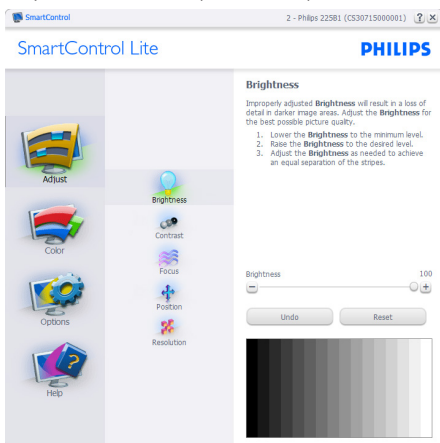 SmartControl
2 - Philips 225B1 (CS30715000001)
SmartControl Lite
PHILIPS
Adjust
Color
Options
Help
Brightness
Contrast
Focus
Position
Resolution
Brightness
Improperly adjusted Brightness will result in a loss of
detail in darker image areas. Adjust the Brightness for
the best possible picture quality.
1. Lower the Brightness to the minimum level.
2. Raise the Brightness to the desired level.
3. Adjust the Brightness as needed to achieve
an equal separation of the stripes.
Brightness 100
Undo Reset